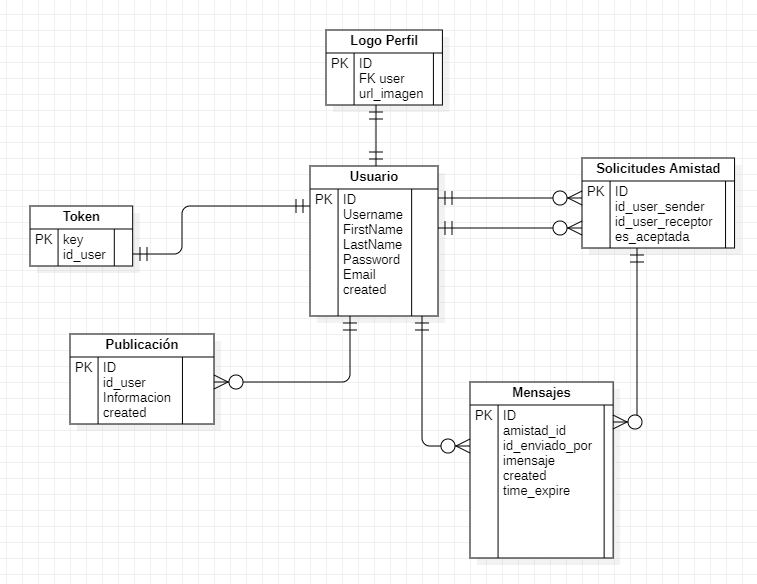 Logo Perfil
PK ID
FK user
url_imagen
Usuario
PK ID
Username
FirstName
LastName
Password
Email
created
Solicitudes Amistad
PK ID
id_user_sender
id_user_receptor
es_aceptada
Token
PK key
id_user
Publicación
PK ID
id_user
Informacion
created
Mensajes
PK ID
amistad_id
id_enviado_por
imensaje
created
time_expire